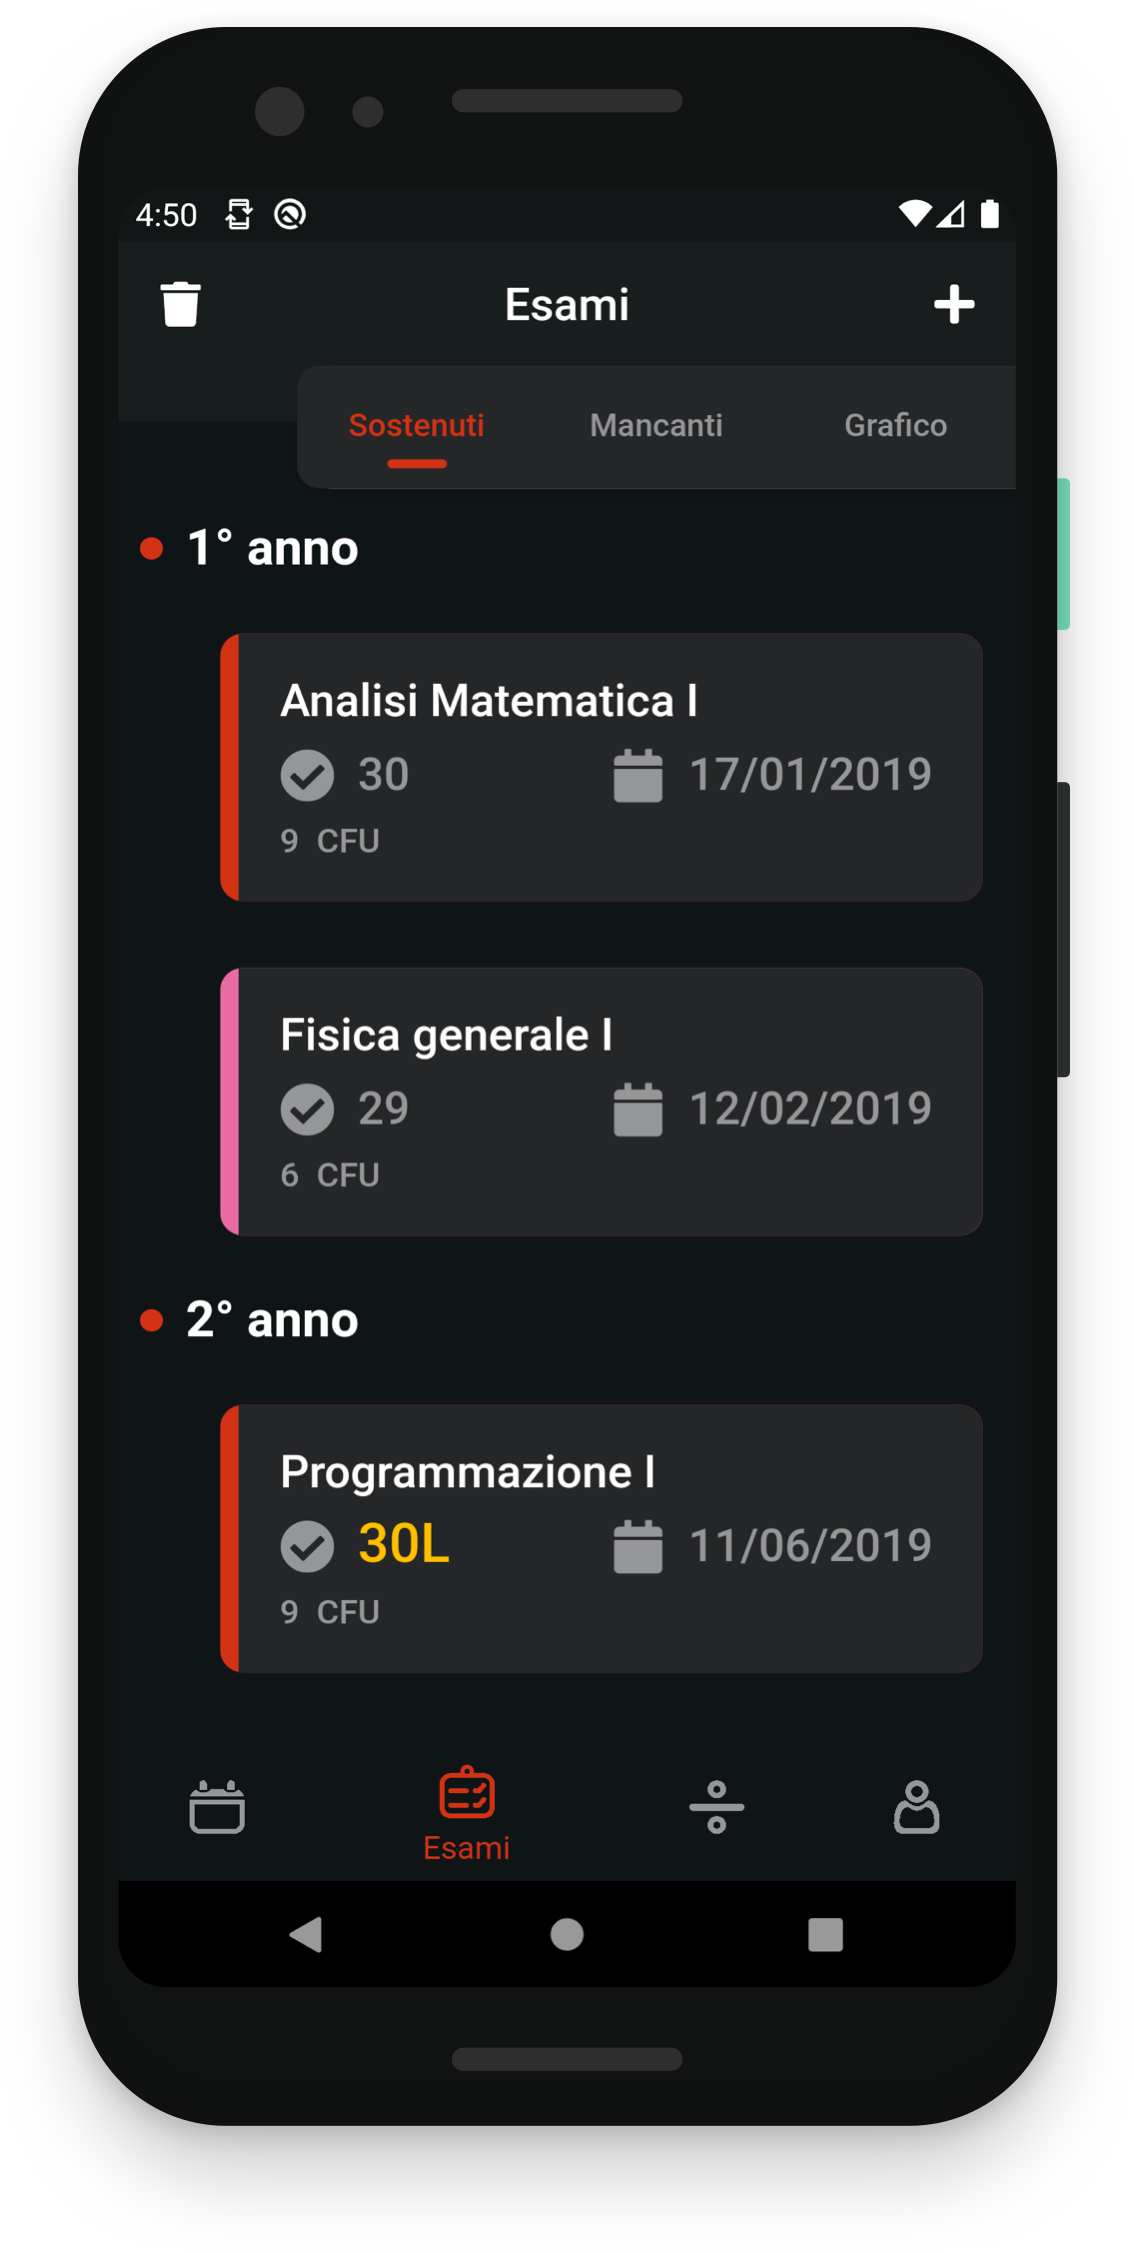 4:50
Esami
Sostenuti Mancanti Grafico
1° anno
Analisi Matematica I
30 17/01/2019
9 CFU
Fisica generale I
29 12/02/2019
6 CFU
2° anno
Programmazione I
30L 11/06/2019
9 CFU
Esami